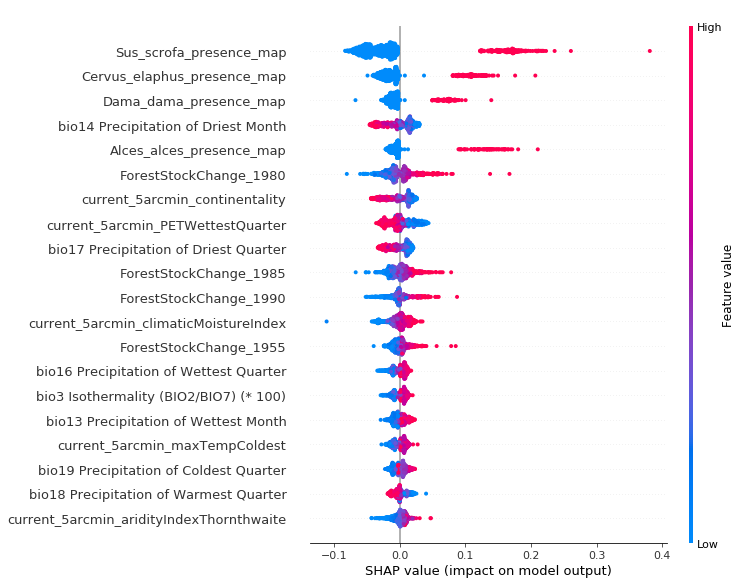 High
Sus_scrofa_presence_map
Cervus_elaphus_presence_map
Dama_dama_presence_map
bio14 Precipitation of Driest Month
Alces_alces_presence_map
ForestStockChange_1980
current_5arcmin_continentality
current_5arcmin_PETWettestQuarter
bio17 Precipitation of Driest Quarter
ForestStockChange_1985
ForestStockChange_1990
current_5arcmin_climaticMoistureIndex
ForestStockChange_1955
bio16 Precipitation of Wettest Quarter
bio3 Isothermality (BIO2/BIO7) (* 100)
bio13 Precipitation of Wettest Month
current_5arcmin_maxTempColdest
bio19 Precipitation of Coldest Quarter
bio18 Precipitation of Warmest Quarter
current_5arcmin_aridityIndexThornthwaite
Feature value
Low
−0.1 0.0 0.1 0.2 0.3 0.4
SHAP value (impact on model output)